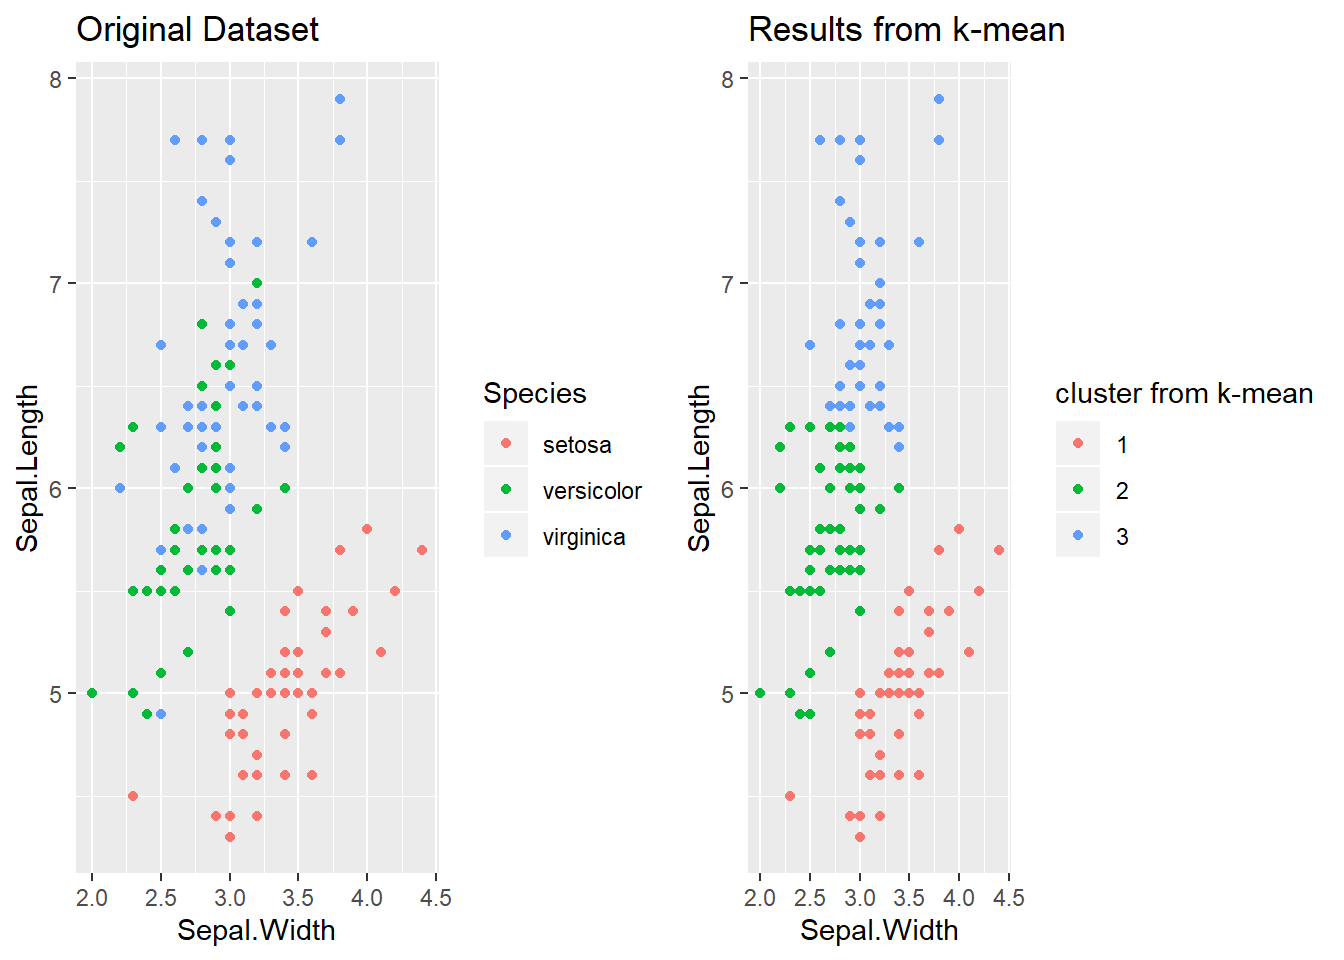 Original Dataset
8
7
6
5
Sepal.Length
2.0 2.5 3.0 3.5 4.0 4.5
Sepal.Width
Species
setosa
versicolor
virginica
Results from k-mean
8
7
6
5
Sepal.Length
2.0 2.5 3.0 3.5 4.0 4.5
Sepal.Width
cluster from k-mean
1
2
3